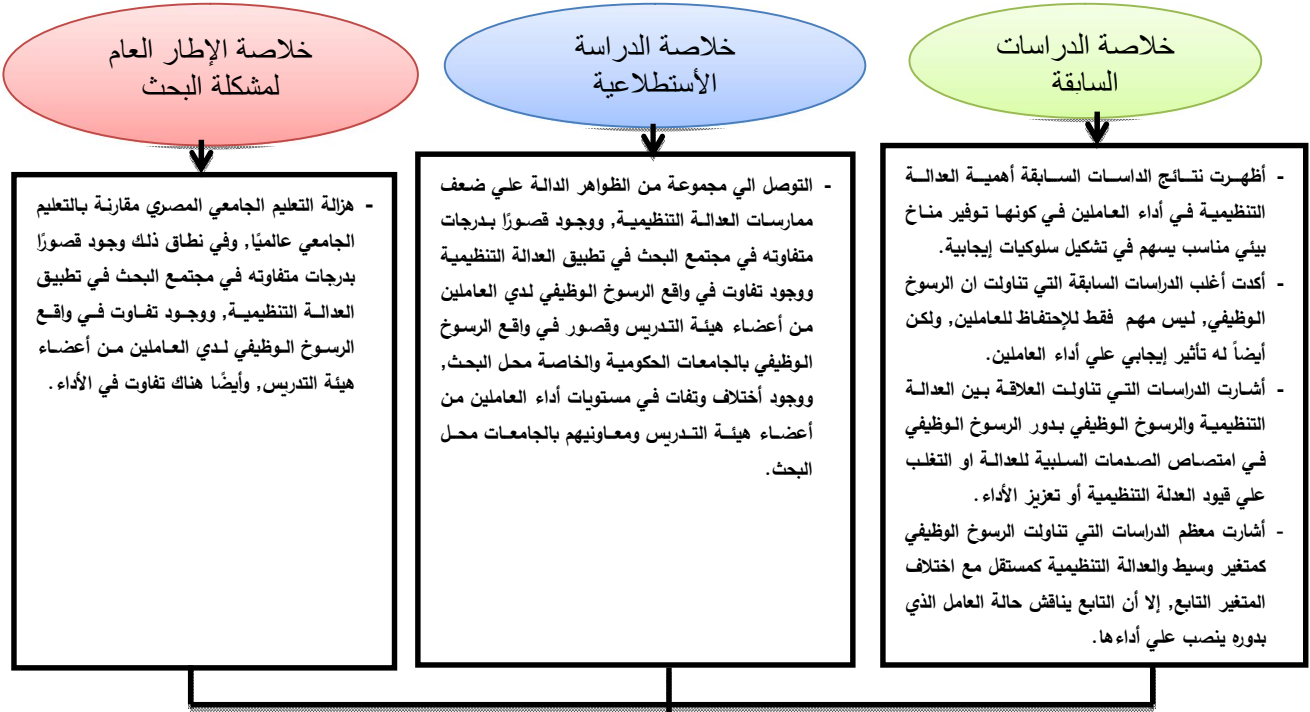 خلاصة الدراسات
السابقة
- أظهرت نتائج الداسات السابقة أهمية العدالة
التنظيمية في أداء العاملين في كونها توفير مناخ
بيئي مناسب يسهم في تشكيل سلوكيات إيجابية.
- أكدت أغلب الدراسات السابقة التي تناولت ان الرسوخ
الوظيفي, ليس مهم فقط للإحتفاظ للعاملين, ولكن
أيضاً له تأثير إيجابي علي أداء العاملين.
- أشارت الدراسات التي تناولت العلاقة بين العدالة
التنظيمية والرسوخ الوظيفي بدور الرسوخ الوظيفي
في امتصاص الصدمات السلبية للعدالة او التغلب
علي قيود العدلة التنظيمية أو تعزيز الأداء.
- أشارت معظم الدراسات التي تناولت الرسوخ الوظيفي
كمتغير وسيط والعدالة التنظيمية كمستقل مع اختلاف
المتغير التابع, إلا أن التابع يناقش حالة العامل الذي
بدوره ينصب علي أداءها.
خلاصة الدراسة
الأستطلاعية
- التوصل الي مجموعة من الظواهر الدالة علي ضعف
ممارسات العدالة التنظيمية, ووجود قصورًا بدرجات
متفاوته في مجتمع البحث في تطبيق العدالة التنظيمية
ووجود تفاوت في واقع الرسوخ الوظيفي لدي العاملين
من أعضاء هيئة التدريس وقصور في واقع الرسوخ
الوظيفي بالجامعات الحكومية والخاصة محل البحث,
ووجود أختلاف وتفات في مستويات أداء العاملين من
أعضاء هيئة التدريس ومعاونيهم بالجامعات محل
البحث.
خلاصة الإطار العام
لمشكلة البحث
- هزالة التعليم الجامعي المصري مقارنة بالتعليم
الجامعي عالميًا, وفي نطاق ذلك وجود قصورًا
بدرجات متفاوته في مجتمع البحث في تطبيق
العدالة التنظيمية, ووجود تفاوت في واقع
الرسوخ الوظيفي لدي العاملين من أعضاء
هيئة التدريس, وأيضًا هناك تفاوت في الأداء.